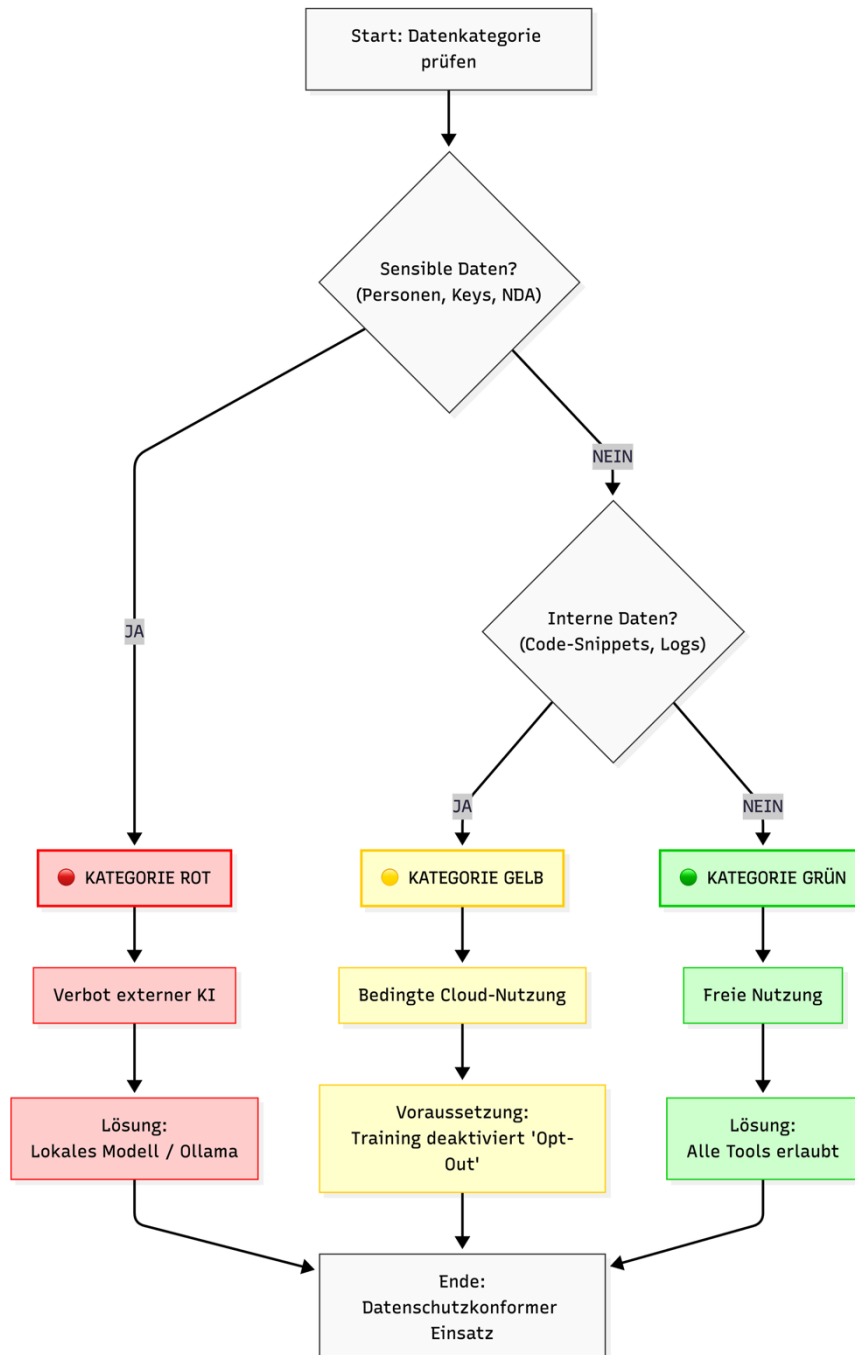 Start: Datenkategorie
prüfen
Sensible Daten?
(Personen, Keys, NDA)
NEIN
JA
Interne Daten?
(Code-Snippets, Logs)
JA
NEIN
KATEGORIE ROT
KATEGORIE GELB
KATEGORIE GRÜN
Verbot externer KI
Bedingte Cloud-Nutzung
Freie Nutzung
Lösung:
Lokales Modell / Ollama
Voraussetzung:
Training deaktiviert 'Opt-
Out'
Lösung:
Alle Tools erlaubt
Ende:
Datenschutzkonformer
Einsatz